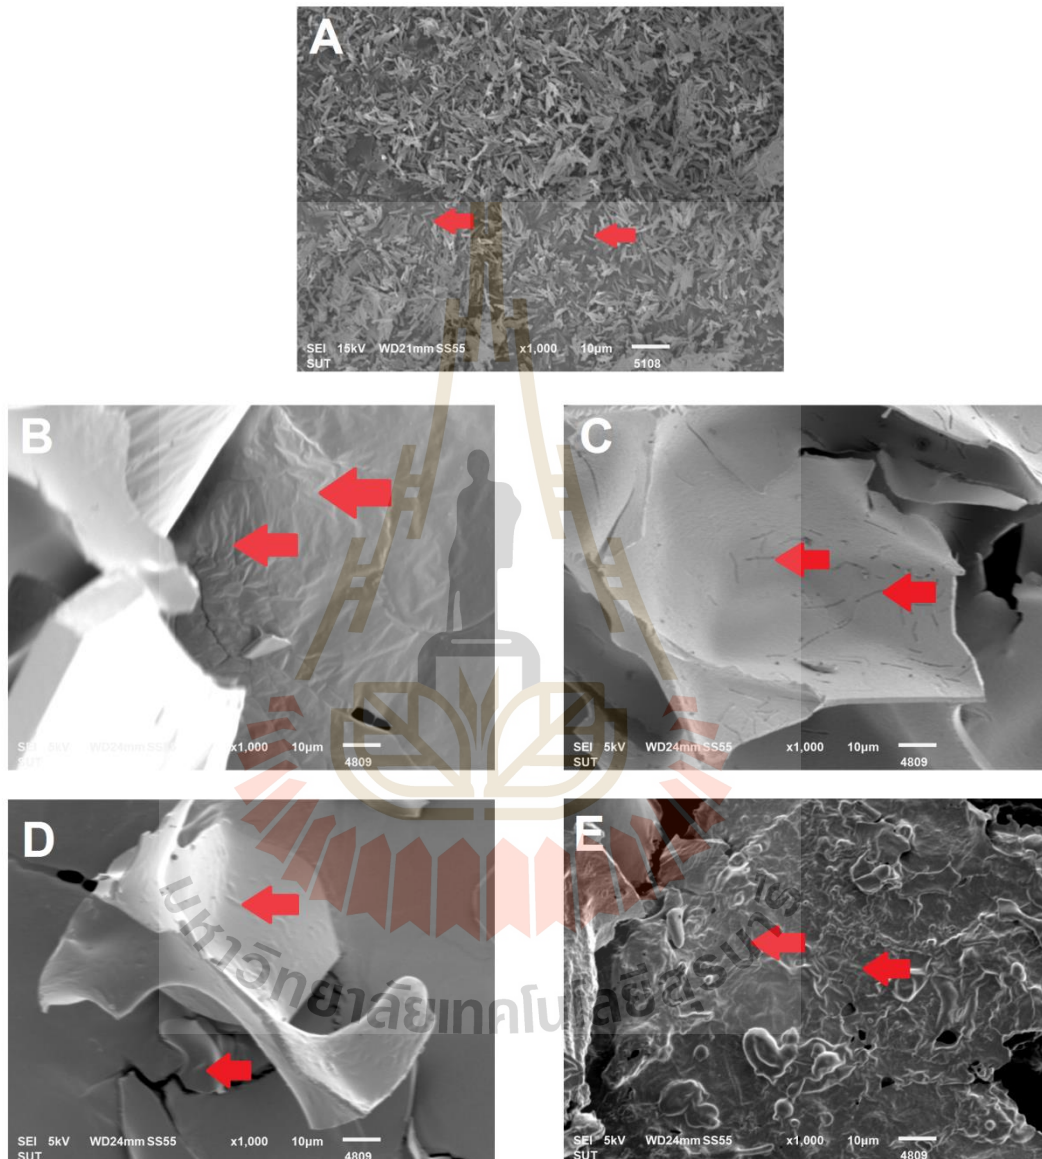 A
SEI 15kV WD21mm SS55 x1,000 10µm
SUT 5108
B
SEI 5kV WD24mm SS55 x1,000 10µm
SUT 4809
C
SEI 5kV WD24mm SS55 x1,000 10µm
SUT 4809
D
SEI 5kV WD24mm SS55 x1,000 10µm
SUT 4809
E
SEI 5kV WD24mm SS55 x1,000 10µm
SUT 4809
มหาวิทยาลัยเทคโนโลยีสุรนารี